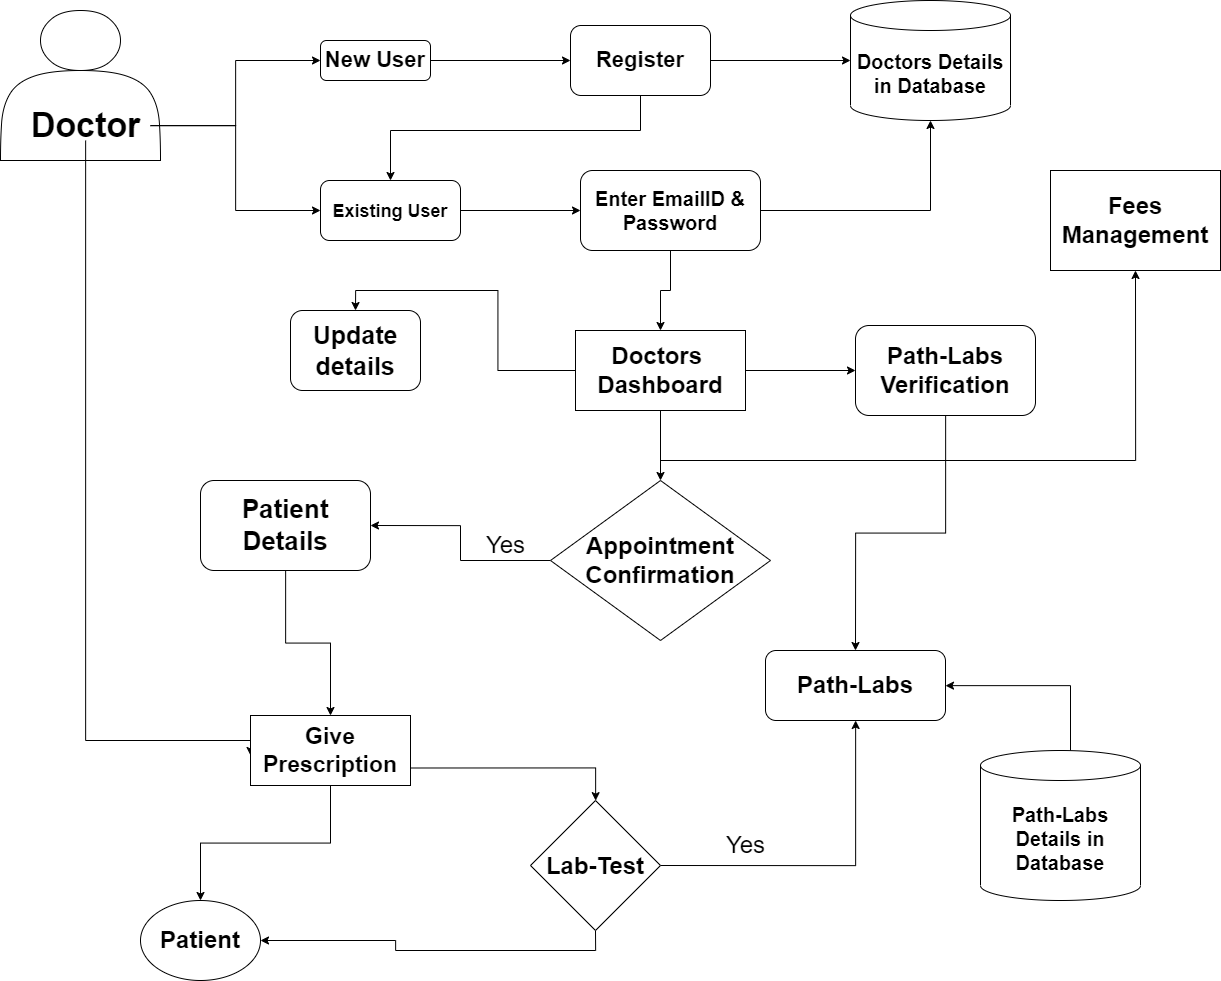 Doctor
New User
Register
Doctors Details
in Database
Existing User
Enter EmailID &
Password
Fees
Management
Update
details
Doctors
Dashboard
Path-Labs
Verification
Patient
Details
Yes
Appointment
Confirmation
Path-Labs
Give
Prescription
Path-Labs
Details in
Database
Lab-Test
Yes
Patient